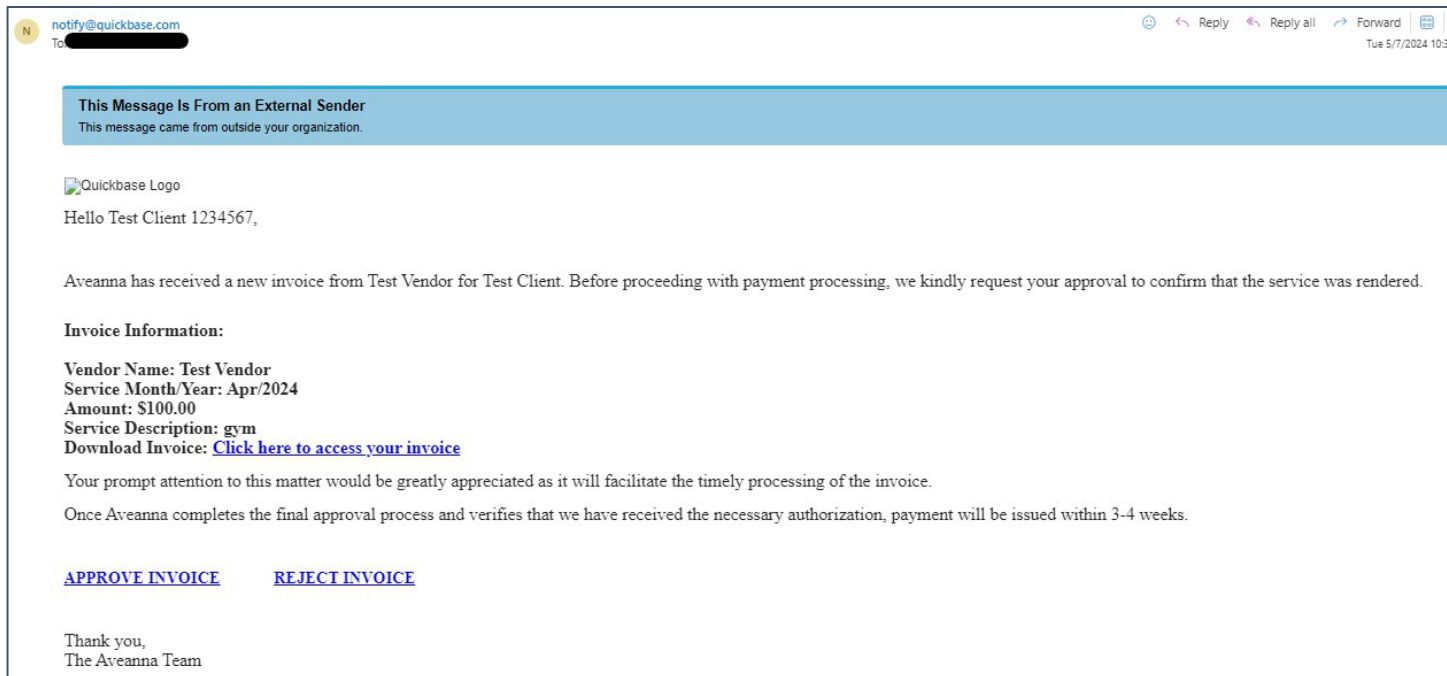 N
notify@quickbase.com
Reply Reply all Forward
To:
Tue 5/7/2024 10:3
This Message Is From an External Sender
This message came from outside your organization.
Quickbase Logo
Hello Test Client 1234567,
Aveanna has received a new invoice from Test Vendor for Test Client. Before proceeding with payment processing, we kindly request your approval to confirm that the service was rendered.
Invoice Information:
Vendor Name: Test Vendor
Service Month/Year: Apr/2024
Amount: $100.00
Service Description: gym
Download Invoice: Click here to access your invoice
Your prompt attention to this matter would be greatly appreciated as it will facilitate the timely processing of the invoice.
Once Aveanna completes the final approval process and verifies that we have received the necessary authorization, payment will be issued within 3-4 weeks.
APPROVE INVOICE REJECT INVOICE
Thank you,
The Aveanna Team